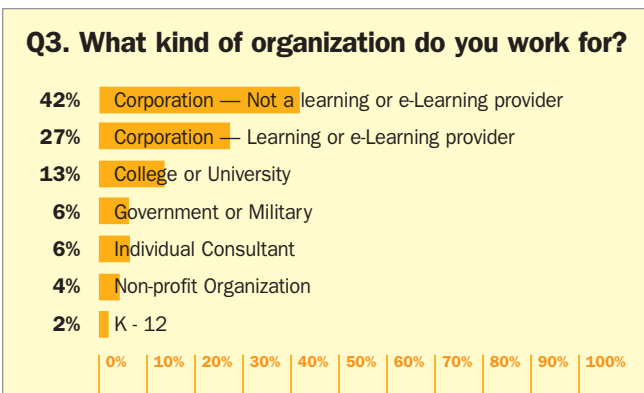 Q3. What kind of organization do you work for?
42% Corporation — Not a learning or e-Learning provider
27% Corporation — Learning or e-Learning provider
13% College or University
6% Government or Military
6% Individual Consultant
4% Non-profit Organization
2% K - 12
0% 10% 20% 30% 40% 50% 60% 70% 80% 90% 100%